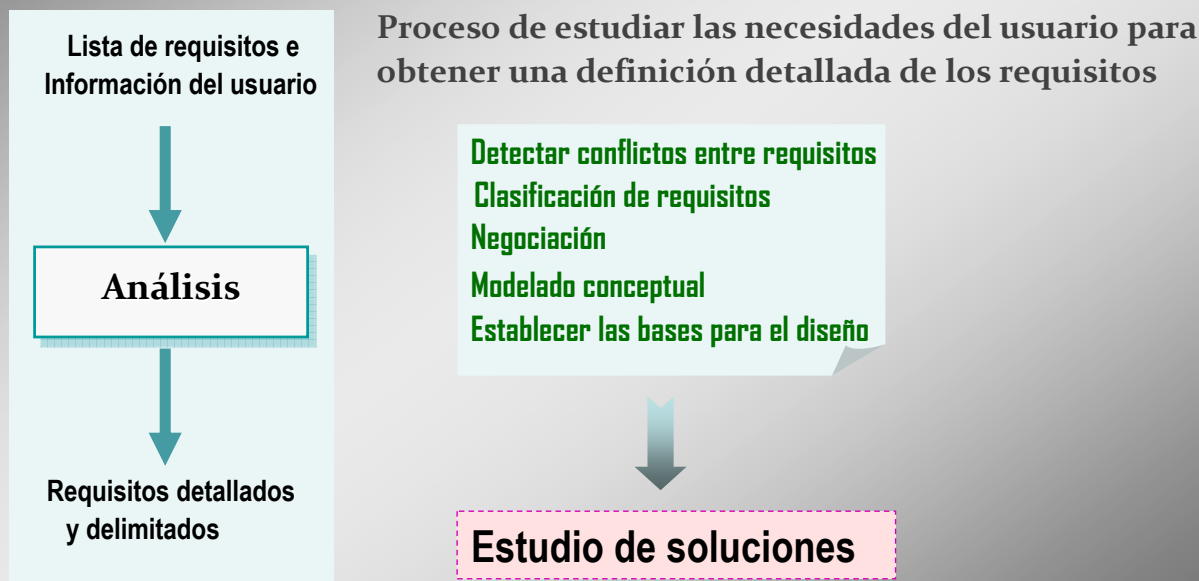 Lista de requisitos e
Información del usuario
Análisis
Requisitos detallados
y delimitados
Proceso de estudiar las necesidades del usuario para
obtener una definición detallada de los requisitos
Detectar conflictos entre requisitos
Clasificación de requisitos
Negociación
Modelado conceptual
Establecer las bases para el diseño
Estudio de soluciones